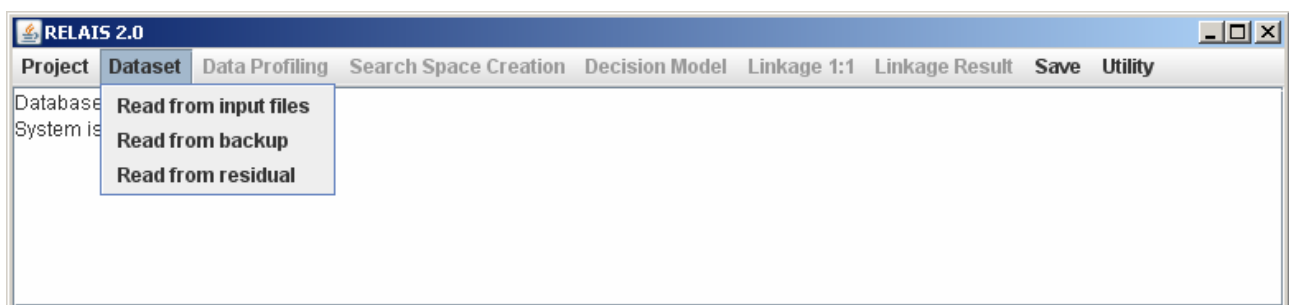 RELAIS 2.0
Project Dataset Data Profiling Search Space Creation Decision Model Linkage 1:1 Linkage Result Save Utility
Database
System is
Read from input files
Read from backup
Read from residual